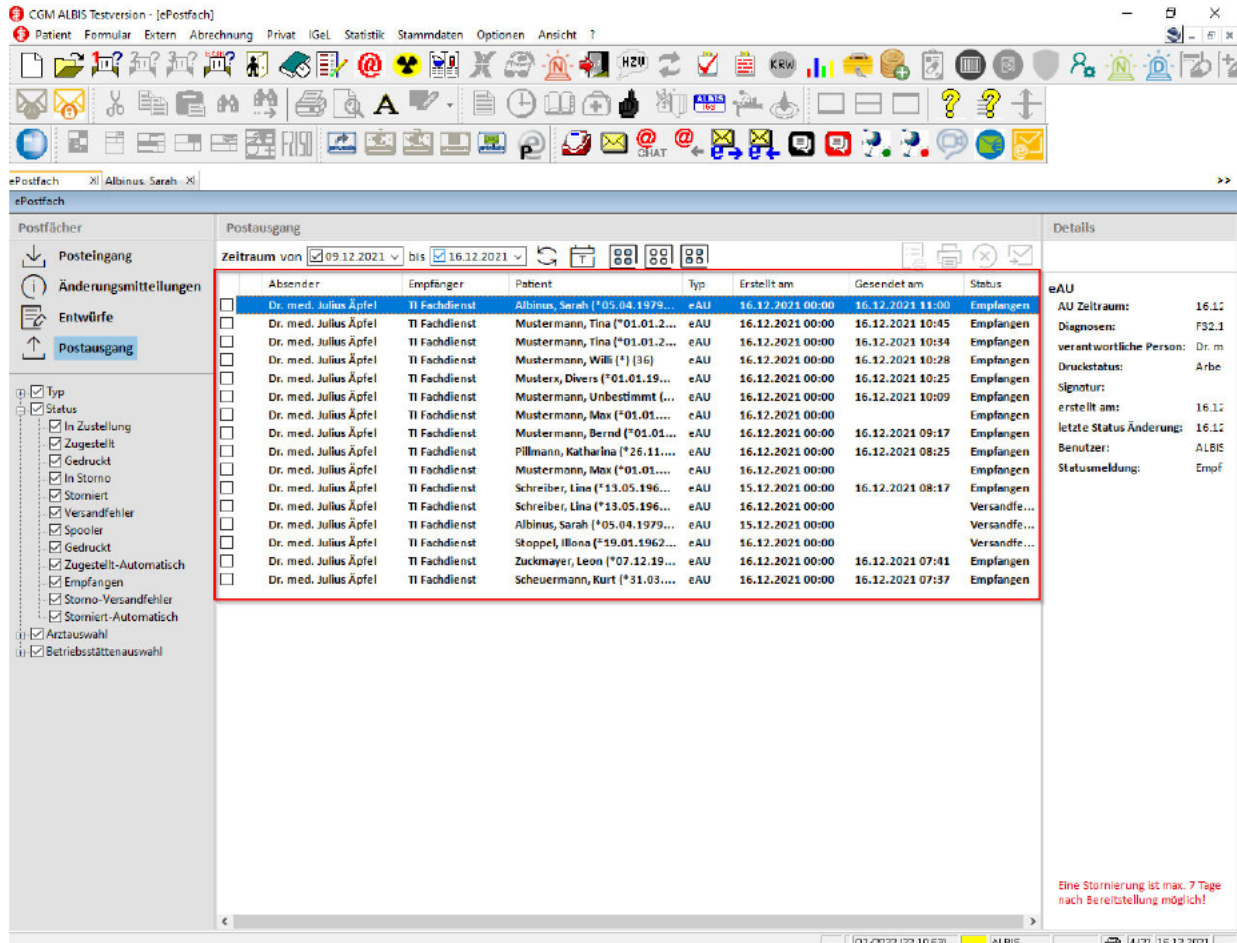 CGM ALBIS Testversion - [ePostfach]
Patient Formular Extern Abrechnung Privat IGeL Statistik Stammdaten Optionen Ansicht ?
HZV KRW N D
A ALBIS ? ?
@ CHAT @
ePostfach Albinus, Sarah >>
ePostfach
Postfächer Postausgang Details
Posteingang
Änderungsmitteilungen
Entwürfe
Postausgang
Typ
Status
In Zustellung
Zugestellt
Gedruckt
In Storno
Storniert
Versandfehler
Spooler
Gedruckt
Zugestellt-Automatisch
Empfangen
Storno-Versandfehler
Storniert-Automatisch
Arztauswahl
Betriebsstättenauswahl
Zeitraum von 09.12.2021 bis 16.12.2021
Absender Empfänger Patient Typ Erstellt am Gesendet am Status
Dr. med. Julius Äpfel TI Fachdienst Albinus, Sarah (*05.04.1979... eAU 16.12.2021 00:00 16.12.2021 11:00 Empfangen
Dr. med. Julius Äpfel TI Fachdienst Mustermann, Tina (*01.01.2... eAU 16.12.2021 00:00 16.12.2021 10:45 Empfangen
Dr. med. Julius Äpfel TI Fachdienst Mustermann, Tina (*01.01.2... eAU 16.12.2021 00:00 16.12.2021 10:34 Empfangen
Dr. med. Julius Äpfel TI Fachdienst Mustermann, Willi (*) (36) eAU 16.12.2021 00:00 16.12.2021 10:28 Empfangen
Dr. med. Julius Äpfel TI Fachdienst Musterx, Divers (*01.01.19... eAU 16.12.2021 00:00 16.12.2021 10:25 Empfangen
Dr. med. Julius Äpfel TI Fachdienst Mustermann, Unbestimmt (... eAU 16.12.2021 00:00 16.12.2021 10:09 Empfangen
Dr. med. Julius Äpfel TI Fachdienst Mustermann, Max (*01.01.... eAU 16.12.2021 00:00 Empfangen
Dr. med. Julius Äpfel TI Fachdienst Mustermann, Bernd (*01.01... eAU 16.12.2021 00:00 16.12.2021 09:17 Empfangen
Dr. med. Julius Äpfel TI Fachdienst Pillmann, Katharina (*26.11.... eAU 16.12.2021 00:00 16.12.2021 08:25 Empfangen
Dr. med. Julius Äpfel TI Fachdienst Mustermann, Max (*01.01.... eAU 16.12.2021 00:00 Empfangen
Dr. med. Julius Äpfel TI Fachdienst Schreiber, Lina (*13.05.196... eAU 15.12.2021 00:00 16.12.2021 08:17 Empfangen
Dr. med. Julius Äpfel TI Fachdienst Schreiber, Lina (*13.05.196... eAU 16.12.2021 00:00 Versandfe...
Dr. med. Julius Äpfel TI Fachdienst Albinus, Sarah (*05.04.1979... eAU 15.12.2021 00:00 Versandfe...
Dr. med. Julius Äpfel TI Fachdienst Stoppel, Illona (*19.01.1962... eAU 16.12.2021 00:00 Versandfe...
Dr. med. Julius Äpfel TI Fachdienst Zuckmayer, Leon (*07.12.19... eAU 16.12.2021 00:00 16.12.2021 07:41 Empfangen
Dr. med. Julius Äpfel TI Fachdienst Scheuermann, Kurt (*31.03.... eAU 16.12.2021 00:00 16.12.2021 07:37 Empfangen
eAU
AU Zeitraum: 16.12
Diagnosen: F32.1
verantwortliche Person: Dr. m
Druckstatus: Arbe
Signatur:
erstellt am: 16.12
letzte Status Änderung: 16.12
Benutzer: ALBIS
Statusmeldung: Empf
Eine Stornierung ist max. 7 Tage
nach Bereitstellung möglich!